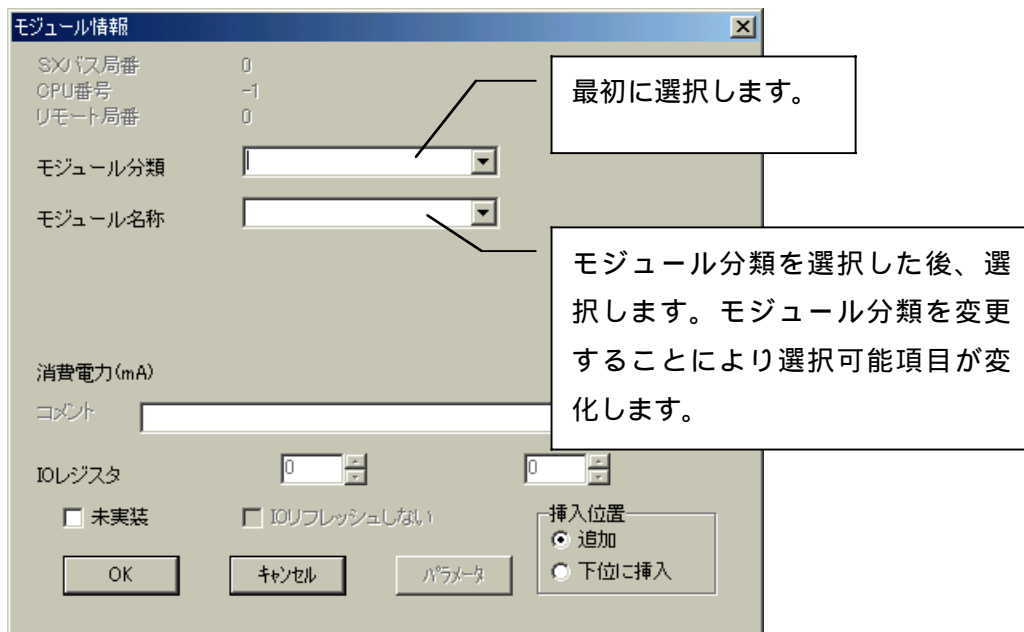 モジュール情報
SXバス局番 0
CPU番号 -1
リモート局番 0
最初に選択します。
モジュール分類
モジュール名称
モジュール分類を選択した後、選
択します。モジュール分類を変更
することにより選択可能項目が変
化します。
消費電力(mA)
コメント
IOレジスタ 0 0
未実装 IOリフレッシュしない
挿入位置
追加
下位に挿入
OK キャンセル パラメータ